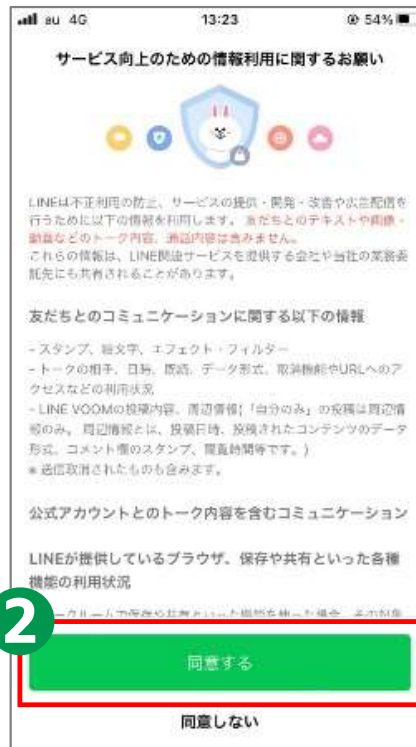 au 4G 13:23 54%
サービス向上のための情報利用に関するお願い
LINEは不正利用の防止、サービスの提供・開発・改善や広告配信を
行うために以下の情報を利用します。友だちとのテキストや画像・
動画などのトーク内容、通話内容は含みません。
これらの情報は、LINE関連サービスを提供する会社や当社の業務委
託先にも共有されることがあります。
友だちとのコミュニケーションに関する以下の情報
- スタンプ、絵文字、エフェクト・フィルター
- トークの相手、日時、既読、データ形式、取消機能やURLへのア
クセスなどの利用状況
- LINE VOOMの投稿内容、周辺情報(「自分のみ」の投稿は周辺情
報のみ。周辺情報とは、投稿日時、投稿されたコンテンツのデータ
形式、コメント欄のスタンプ、閲覧時間等です。)
※ 送信取消されたものも含みます。
公式アカウントとのトーク内容を含むコミュニケーション
LINEが提供しているブラウザ、保存や共有といった各種
機能の利用状況
2
同意する
同意しない